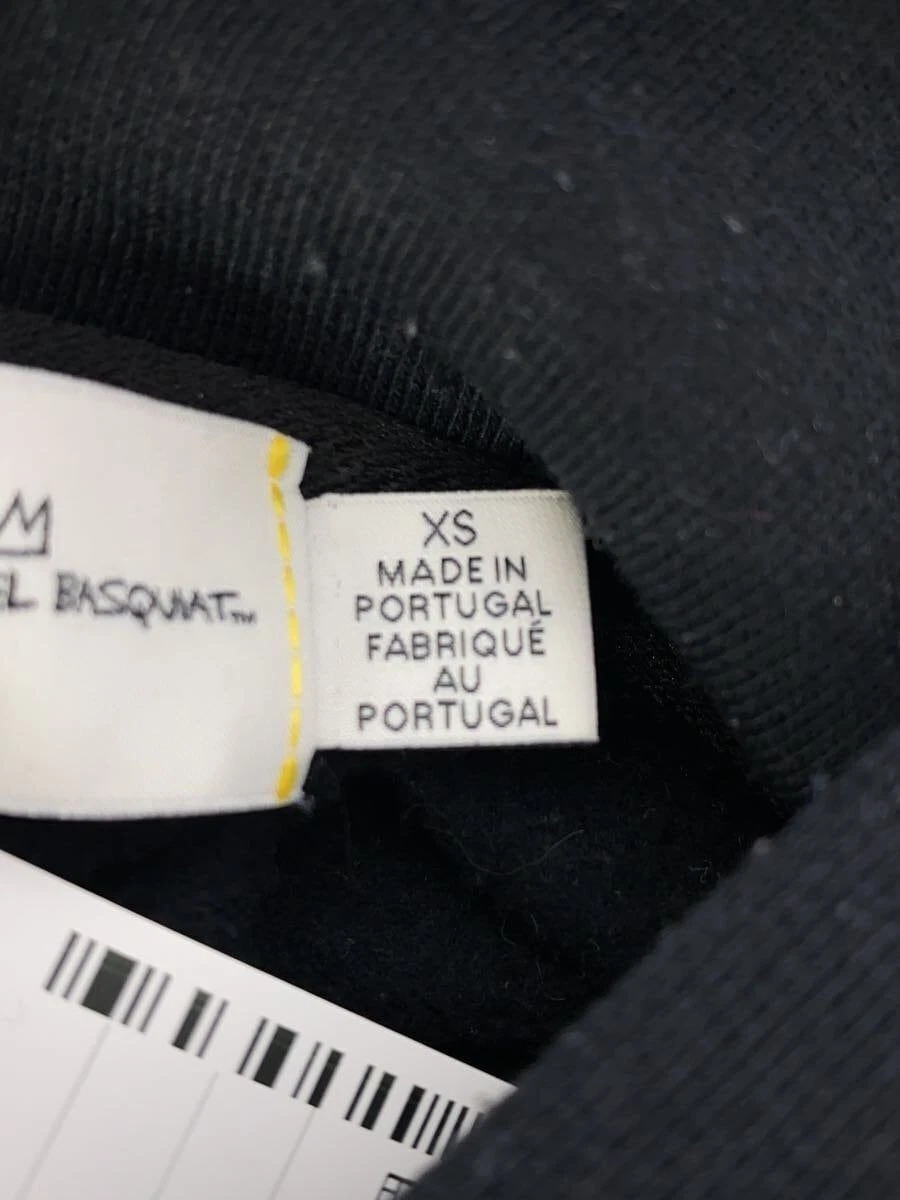 EL BASQUIAT™
XS
MADE IN
PORTUGAL
FABRIQUÉ
AU
PORTUGAL